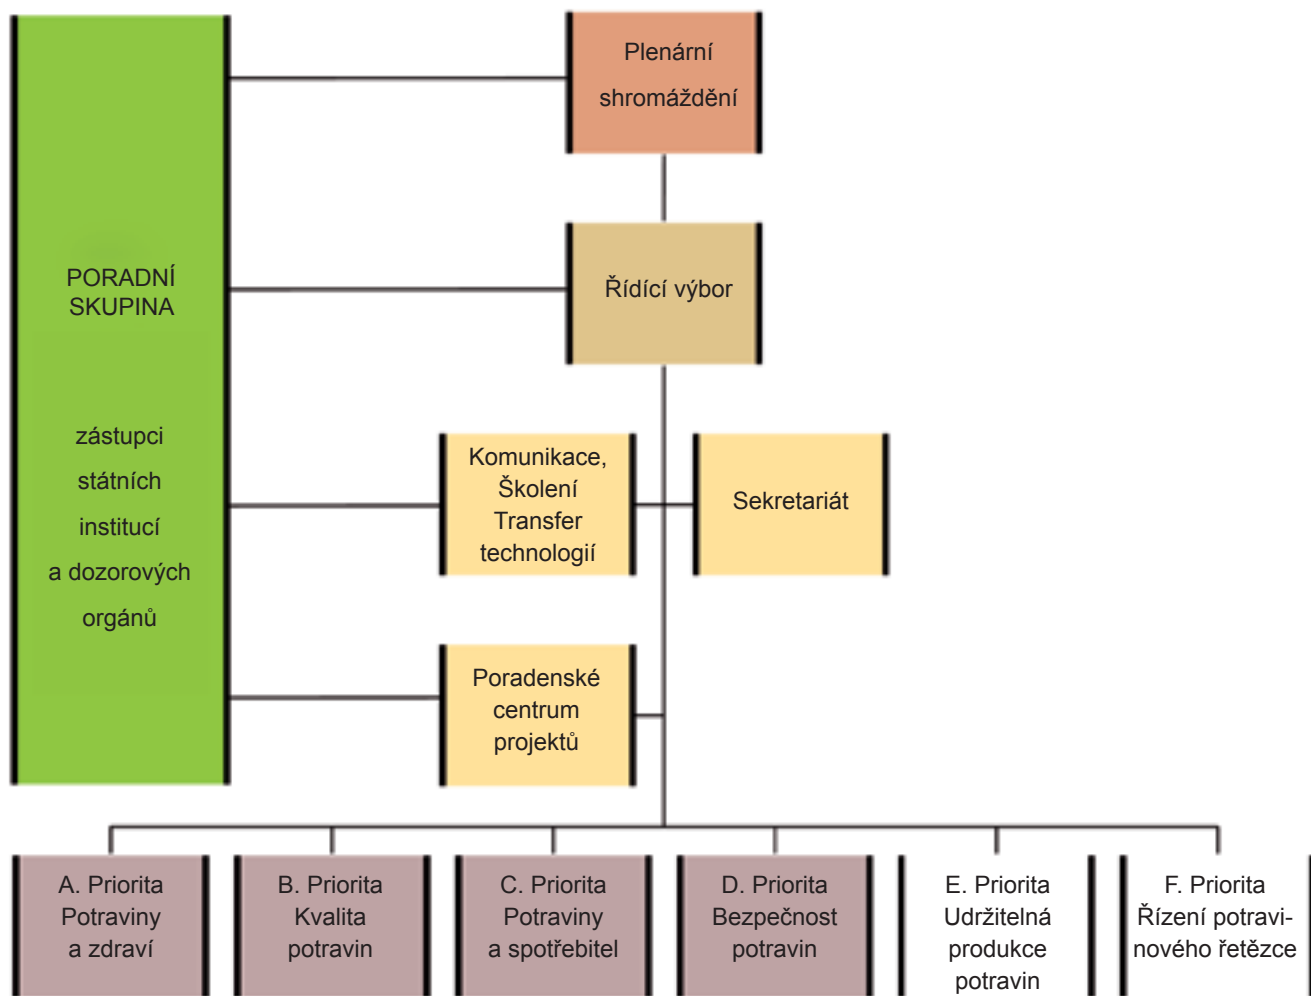 Plenární
shromáždění
PORADNÍ
SKUPINA
zástupci
státních
institucí
a dozorových
orgánů
Řídící výbor
Komunikace,
Školení
Transfer
technologií
Sekretariát
Poradenské
centrum
projektů
A. Priorita
Potraviny
a zdraví
B. Priorita
Kvalita
potravin
C. Priorita
Potraviny
a spotřebitel
D. Priorita
Bezpečnost
potravin
E. Priorita
Udržitelná
produkce
potravin
F. Priorita
Řízení potravi-
nového řetězce